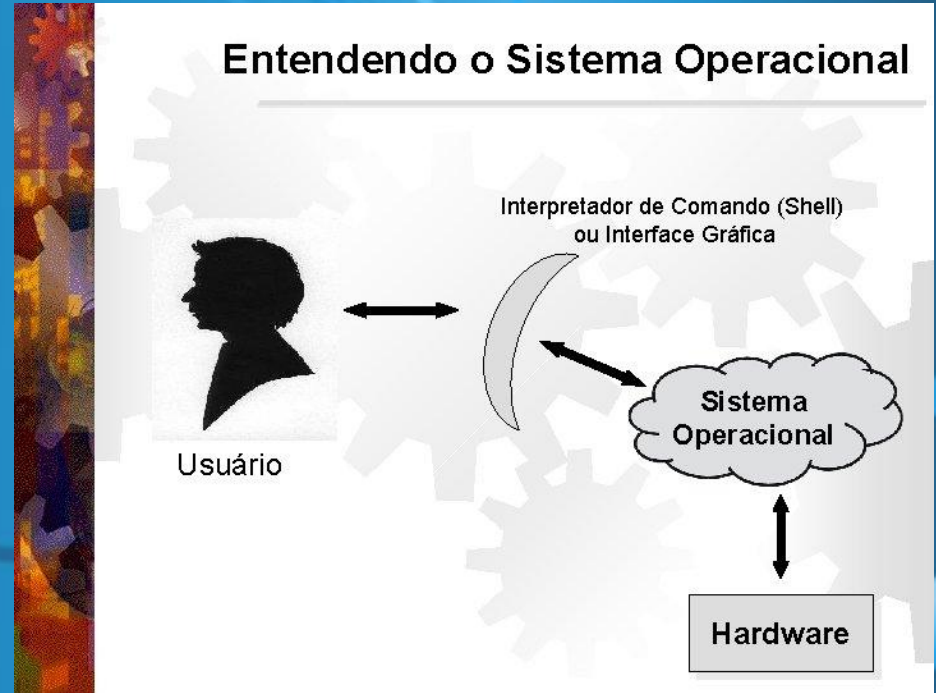 Entendendo o Sistema Operacional
Interpretador de Comando (Shell)
ou Interface Gráfica
Usuário
Sistema
Operacional
Hardware